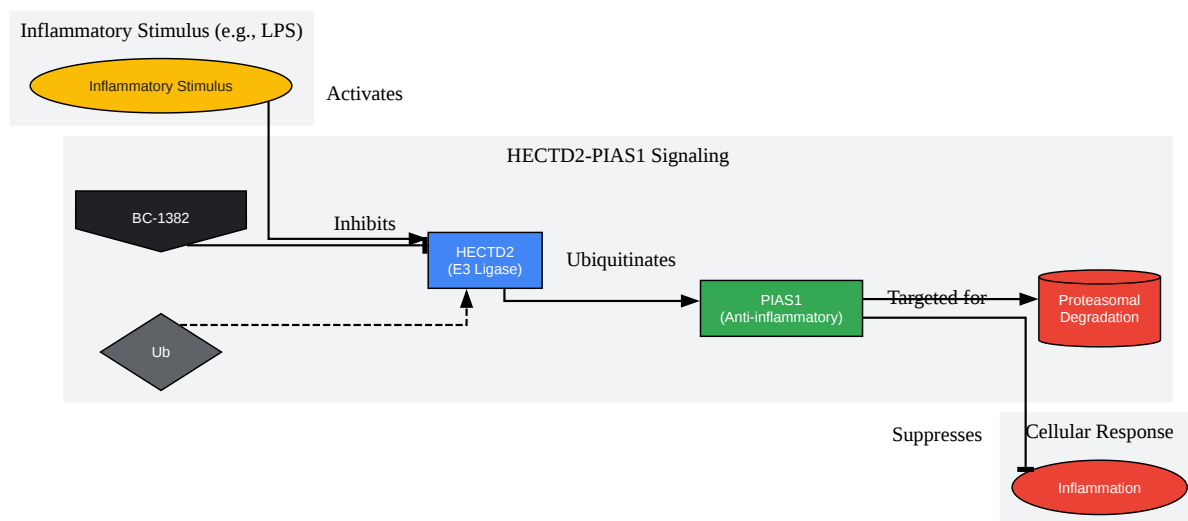 Inflammatory Stimulus (e.g., LPS)
Inflammatory Stimulus
Activates
HECTD2-PIAS1 Signaling
BC-1382
Inhibits
HECTD2
(E3 Ligase)
Ubiquitinates
PIAS1
(Anti-inflammatory)
Targeted for
Proteasomal
Degradation
Ub
Suppresses
Cellular Response
Inflammation